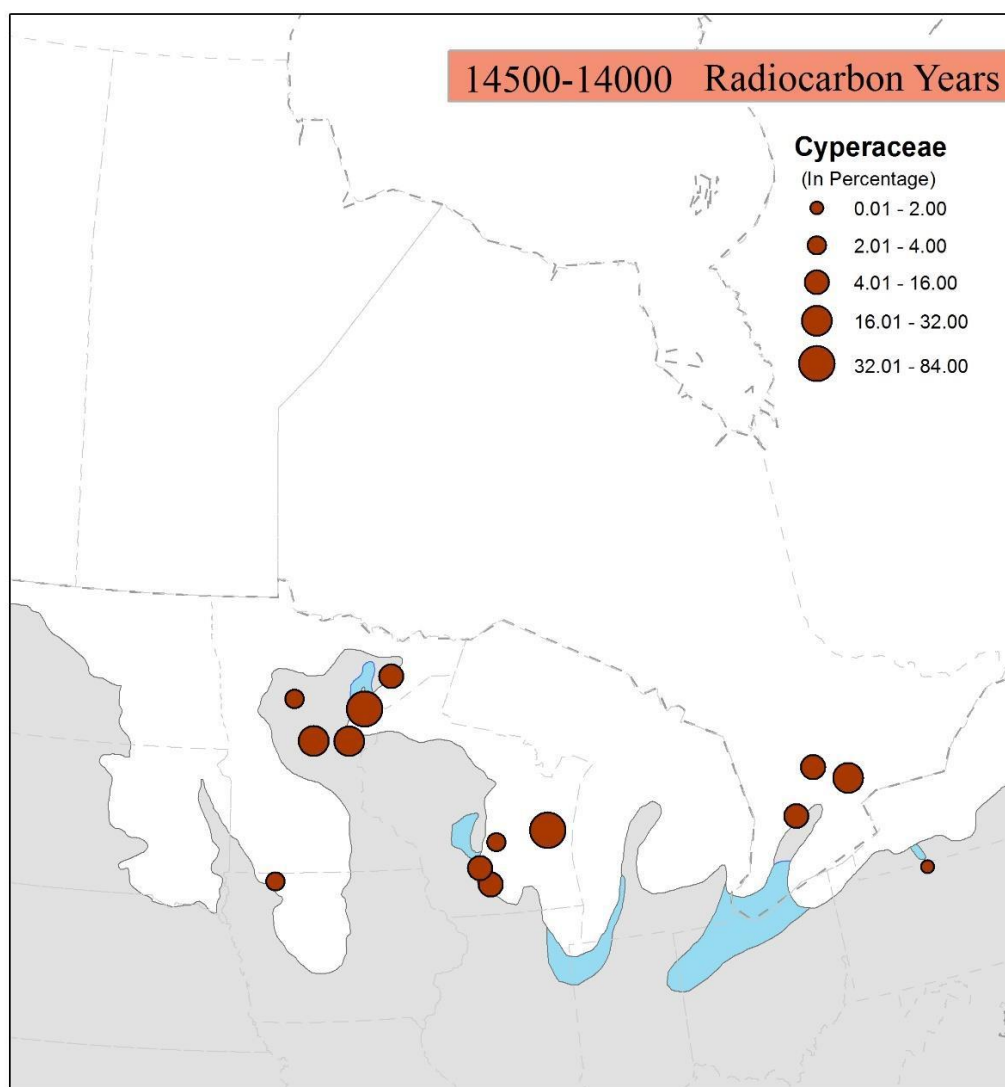 14500-14000 Radiocarbon Years
Cyperaceae
(In Percentage)
0.01 - 2.00
2.01 - 4.00
4.01 - 16.00
16.01 - 32.00
32.01 - 84.00